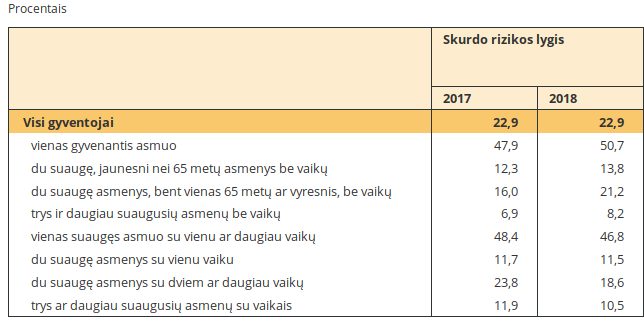 Procentais
Skurdo rizikos lygis
2017 2018
Visi gyventojai 22,9 22,9
vienas gyvenantis asmuo 47,9 50,7
du suaugę, jaunesni nei 65 metų asmenys be vaikų 12,3 13,8
du suaugę asmenys, bent vienas 65 metų ar vyresnis, be vaikų 16,0 21,2
trys ir daugiau suaugusių asmenų be vaikų 6,9 8,2
vienas suaugęs asmuo su vienu ar daugiau vaikų 48,4 46,8
du suaugę asmenys su vienu vaiku 11,7 11,5
du suaugę asmenys su dviem ar daugiau vaikų 23,8 18,6
trys ar daugiau suaugusių asmenų su vaikais 11,9 10,5